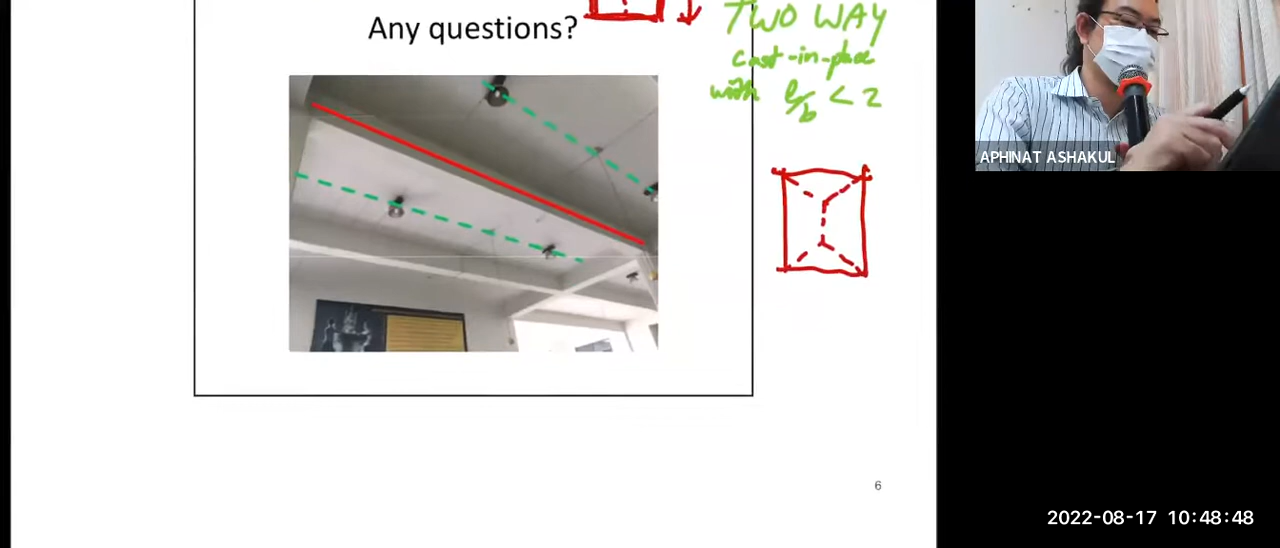 TWO WAY
Any questions?
cast-in-place
with l/b < 2
APHINAT ASHAKUL
6
2022-08-17 10:48:48